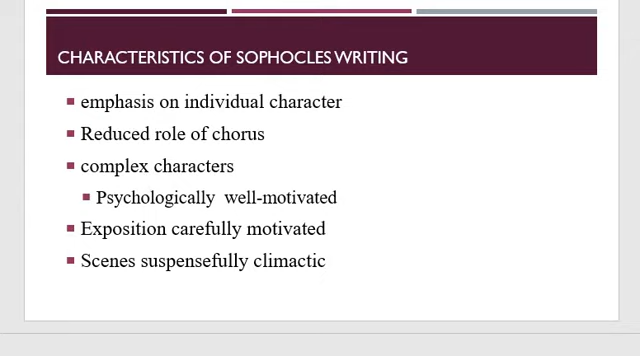 CHARACTERISTICS OF SOPHOCLES WRITING
emphasis on individual character
Reduced role of chorus
complex characters
Psychologically well-motivated
Exposition carefully motivated
Scenes suspensefully climactic